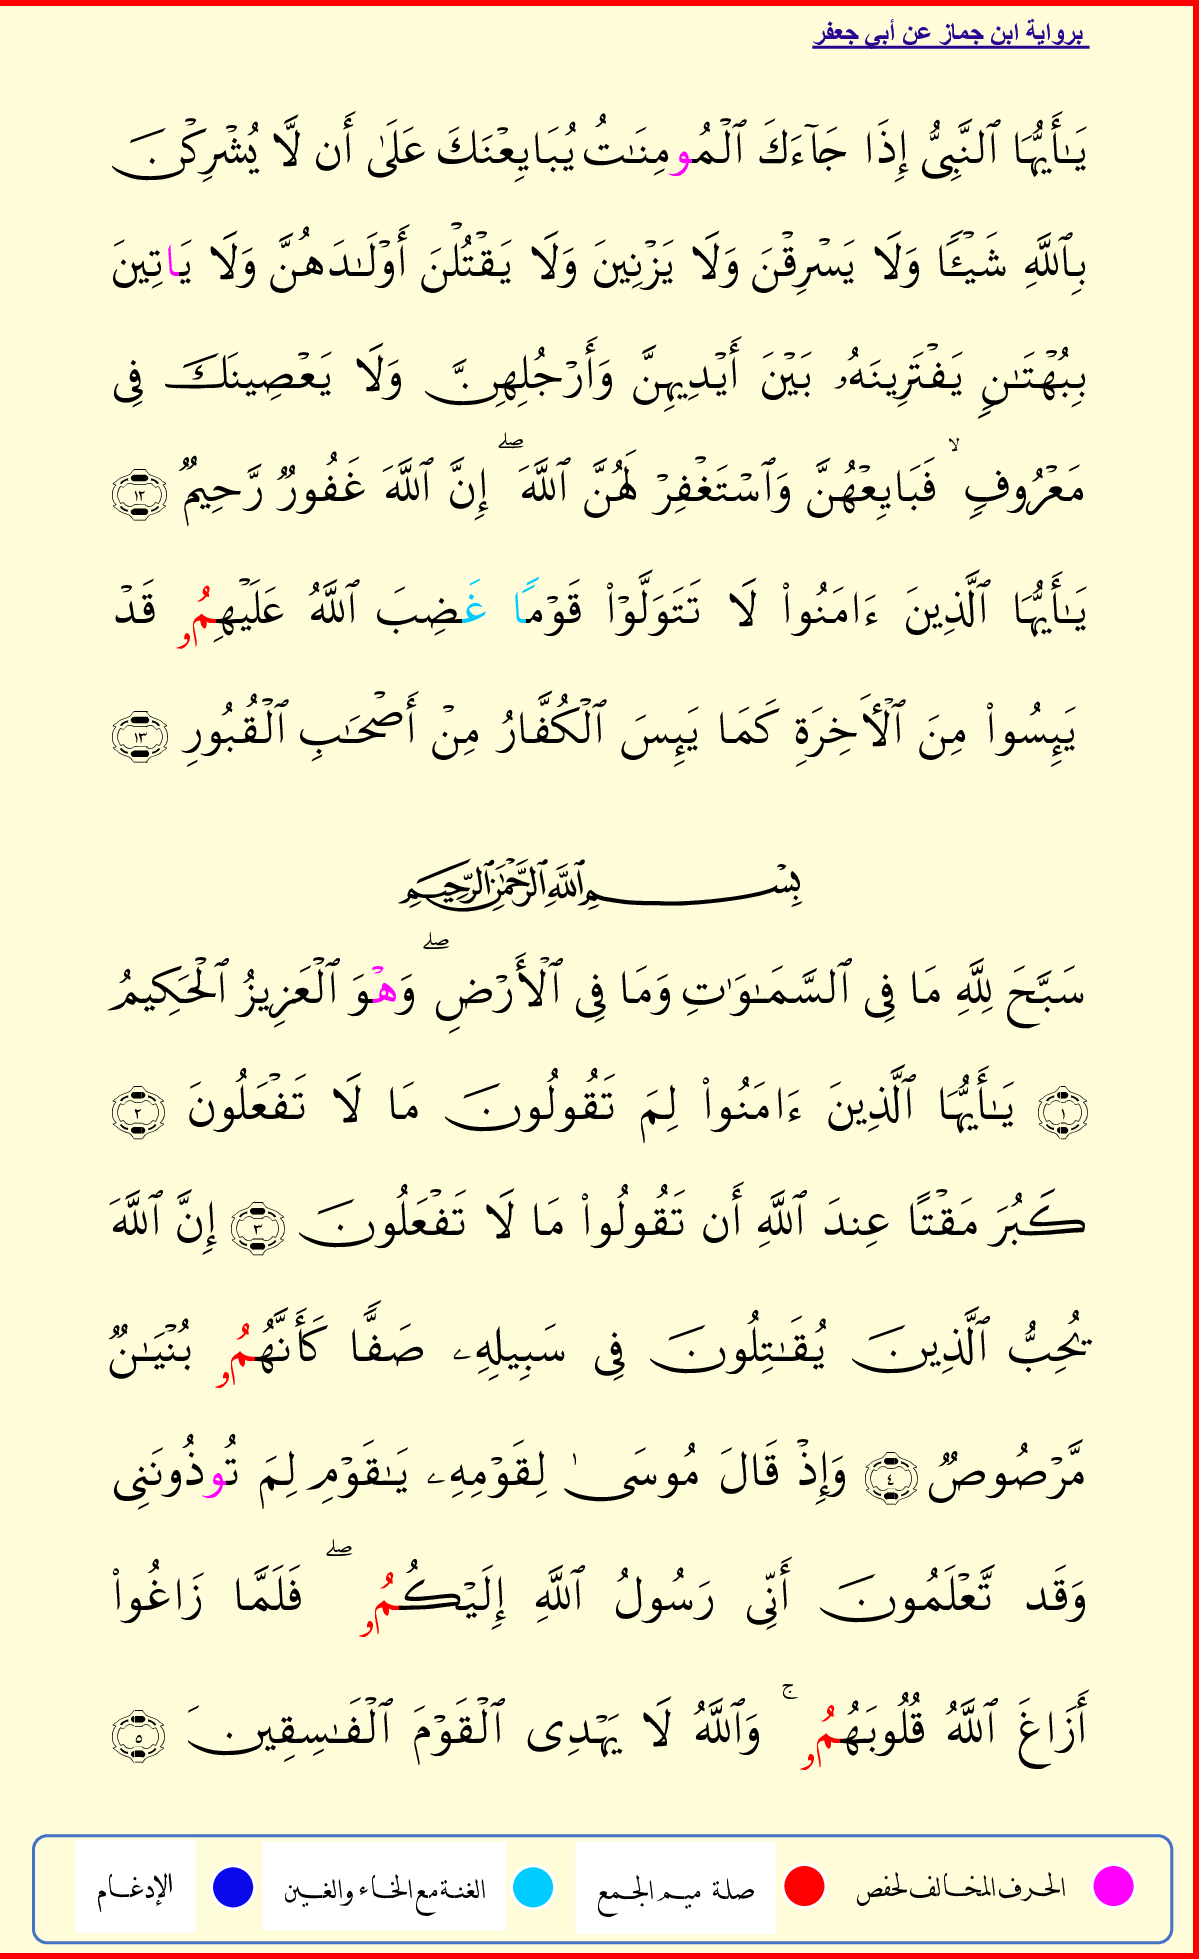 برواية ابن جماز عن أبي جعفر
يَـٰٓأَيُّهَا ٱلنَّبِىُّ إِذَا جَآءَكَ ٱلْمُومِنَـٰتُ يُبَايِعْنَكَ عَلَىٰٓ أَن لَّا يُشْرِكْنَ
بِٱللَّهِ شَيْـًٔا وَلَا يَسْرِقْنَ وَلَا يَزْنِينَ وَلَا يَقْتُلْنَ أَوْلَـٰدَهُنَّ وَلَا يَاتِينَ
بِبُهْتَـٰنٍ يَفْتَرِينَهُۥ بَيْنَ أَيْدِيهِنَّ وَأَرْجُلِهِنَّ وَلَا يَعْصِينَكَ فِى
مَعْرُوفٍ ۙ فَبَايِعْهُنَّ وَٱسْتَغْفِرْ لَهُنَّ ٱللَّهَ ۖ إِنَّ ٱللَّهَ غَفُورٌ رَّحِيمٌ ١٢
يَـٰٓأَيُّهَا ٱلَّذِينَ ءَامَنُوا۟ لَا تَتَوَلَّوْا۟ قَوْمًا غَضِبَ ٱللَّهُ عَلَيْهِمُۥ قَدْ
يَئِسُوا۟ مِنَ ٱلْـَٔاخِرَةِ كَمَا يَئِسَ ٱلْكُفَّارُ مِنْ أَصْحَـٰبِ ٱلْقُبُورِ ١٣
بِسْمِ ٱللَّهِ ٱلرَّحْمَـٰنِ ٱلرَّحِيمِ
سَبَّحَ لِلَّهِ مَا فِى ٱلسَّمَـٰوَٰتِ وَمَا فِى ٱلْأَرْضِ ۖ وَهْوَ ٱلْعَزِيزُ ٱلْحَكِيمُ
١ يَـٰٓأَيُّهَا ٱلَّذِينَ ءَامَنُوا۟ لِمَ تَقُولُونَ مَا لَا تَفْعَلُونَ ٢
كَبُرَ مَقْتًا عِندَ ٱللَّهِ أَن تَقُولُوا۟ مَا لَا تَفْعَلُونَ ٣ إِنَّ ٱللَّهَ
يُحِبُّ ٱلَّذِينَ يُقَـٰتِلُونَ فِى سَبِيلِهِۦ صَفًّا كَأَنَّهُمُۥ بُنْيَـٰنٌ
مَّرْصُوصٌ ٤ وَإِذْ قَالَ مُوسَىٰ لِقَوْمِهِۦ يَـٰقَوْمِ لِمَ تُوذُونَنِى
وَقَد تَّعْلَمُونَ أَنِّى رَسُولُ ٱللَّهِ إِلَيْكُمُۥ ۖ فَلَمَّا زَاغُوا۟
أَزَاغَ ٱللَّهُ قُلُوبَهُمُۥ ۚ وَٱللَّهُ لَا يَهْدِى ٱلْقَوْمَ ٱلْفَـٰسِقِينَ ٥
الحرف المخالف لحفص صلة ميم الجمع الغنة مع الخاء والغين الإدغام